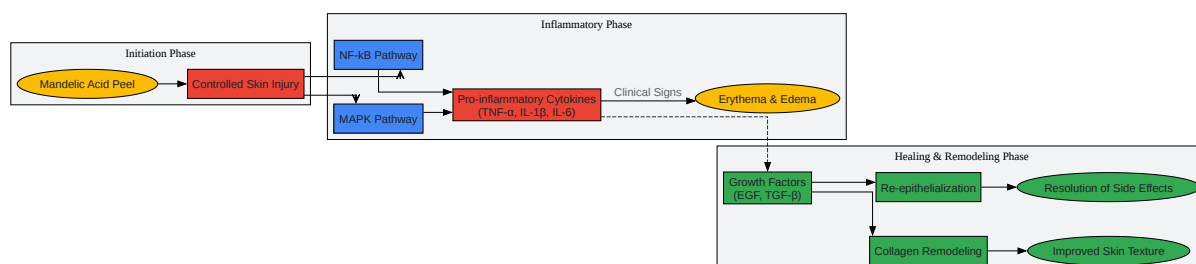 Initiation Phase
Mandelic Acid Peel
Controlled Skin Injury
Inflammatory Phase
NF-kB Pathway
MAPK Pathway
Pro-inflammatory Cytokines
(TNF-α, IL-1β, IL-6)
Clinical Signs
Erythema & Edema
Healing & Remodeling Phase
Growth Factors
(EGF, TGF-β)
Re-epithelialization
Resolution of Side Effects
Collagen Remodeling
Improved Skin Texture